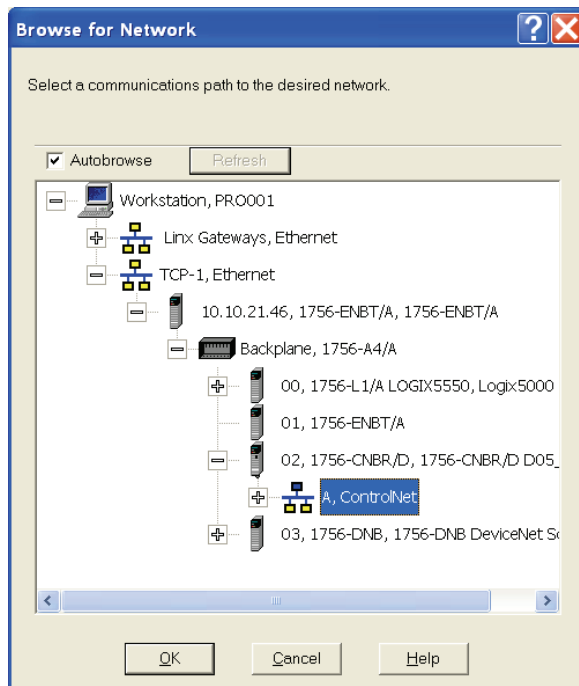 Browse for Network
Select a communications path to the desired network.
Autobrowse
Refresh
Workstation, PRO001
Linx Gateways, Ethernet
TCP-1, Ethernet
10.10.21.46, 1756-ENBT/A, 1756-ENBT/A
Backplane, 1756-A4/A
00, 1756-L1/A LOGIX5550, Logix5000
01, 1756-ENBT/A
02, 1756-CNBR/D, 1756-CNBR/D D05_
A, ControlNet
03, 1756-DNB, 1756-DNB DeviceNet Sc
OK Cancel Help